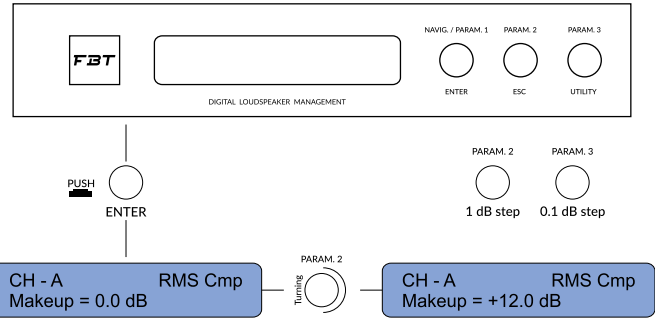 NAVIG. / PARAM. 1 PARAM. 2 PARAM. 3
FBT
ENTER ESC UTILITY
DIGITAL LOUDSPEAKER MANAGEMENT
PARAM. 2 PARAM. 3
PUSH
ENTER
1 dB step 0.1 dB step
PARAM. 2
Turning
CH - A RMS Cmp
Makeup = 0.0 dB
CH - A RMS Cmp
Makeup = +12.0 dB